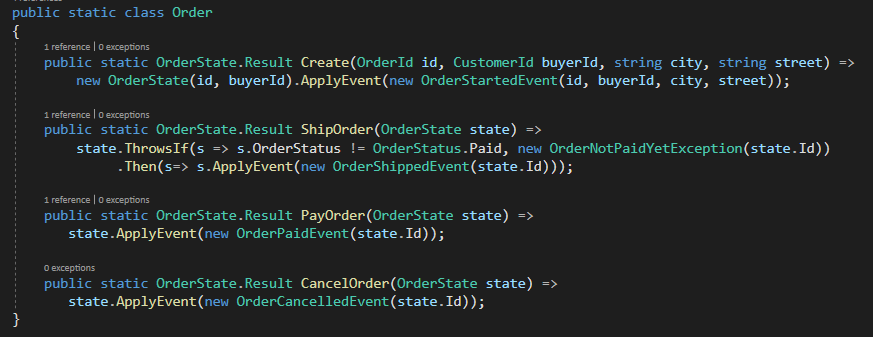 public static class Order
{
1 reference | 0 exceptions
public static OrderState.Result Create(OrderId id, CustomerId buyerId, string city, string street) =>
new OrderState(id, buyerId).ApplyEvent(new OrderStartedEvent(id, buyerId, city, street));
1 reference | 0 exceptions
public static OrderState.Result ShipOrder(OrderState state) =>
state.ThrowsIf(s => s.OrderStatus != OrderStatus.Paid, new OrderNotPaidYetException(state.Id))
.Then(s=> s.ApplyEvent(new OrderShippedEvent(state.Id)));
1 reference | 0 exceptions
public static OrderState.Result PayOrder(OrderState state) =>
state.ApplyEvent(new OrderPaidEvent(state.Id));
0 exceptions
public static OrderState.Result CancelOrder(OrderState state) =>
state.ApplyEvent(new OrderCancelledEvent(state.Id));
}